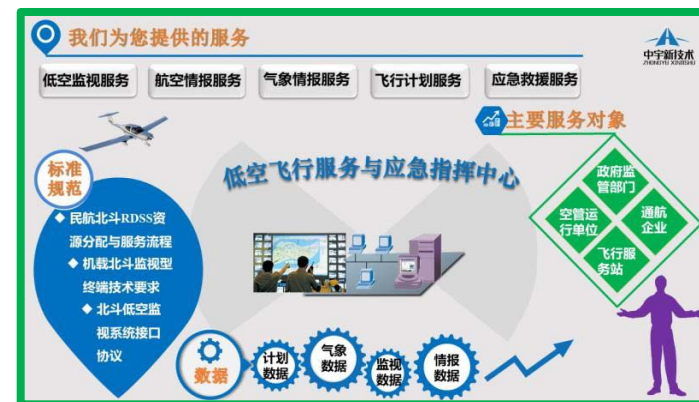 我们为您提供的服务
中宇新技术
ZHONGYU XINJISHU
低空监视服务
航空情报服务
气象情报服务
飞行计划服务
应急救援服务
主要服务对象
标准
规范
低空飞行服务与应急指挥中心
政府监
管部门
空管运
行单位
通航
企业
飞行服
务站
◆ 民航北斗RDSS资
源分配与服务流程
◆ 机载北斗监视型
终端技术要求
◆ 北斗低空监
视系统接口
协议
数据
计划
数据
气象
数据
监视
数据
情报
数据